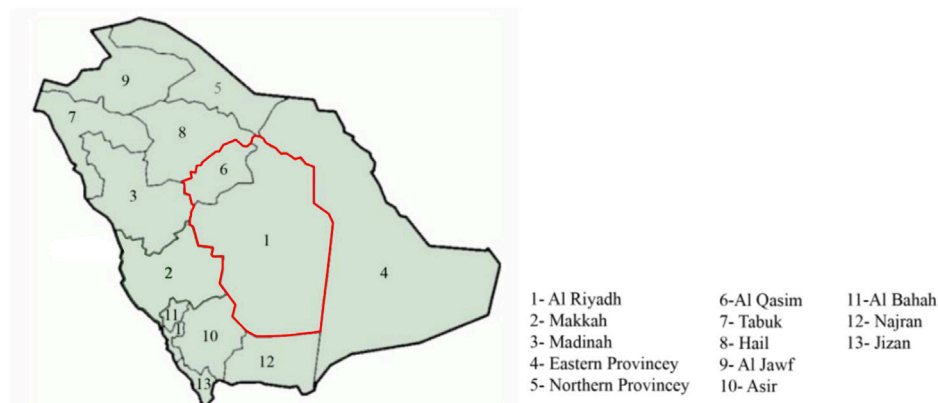 9
5
7
8
6
3
1
2
4
11
10
12
13
1- Al Riyadh
2- Makkah
3- Madinah
4- Eastern Provincey
5- Northern Provincey
6-Al Qasim
7- Tabuk
8- Hail
9- Al Jawf
10- Asir
11-Al Bahah
12- Najran
13- Jizan